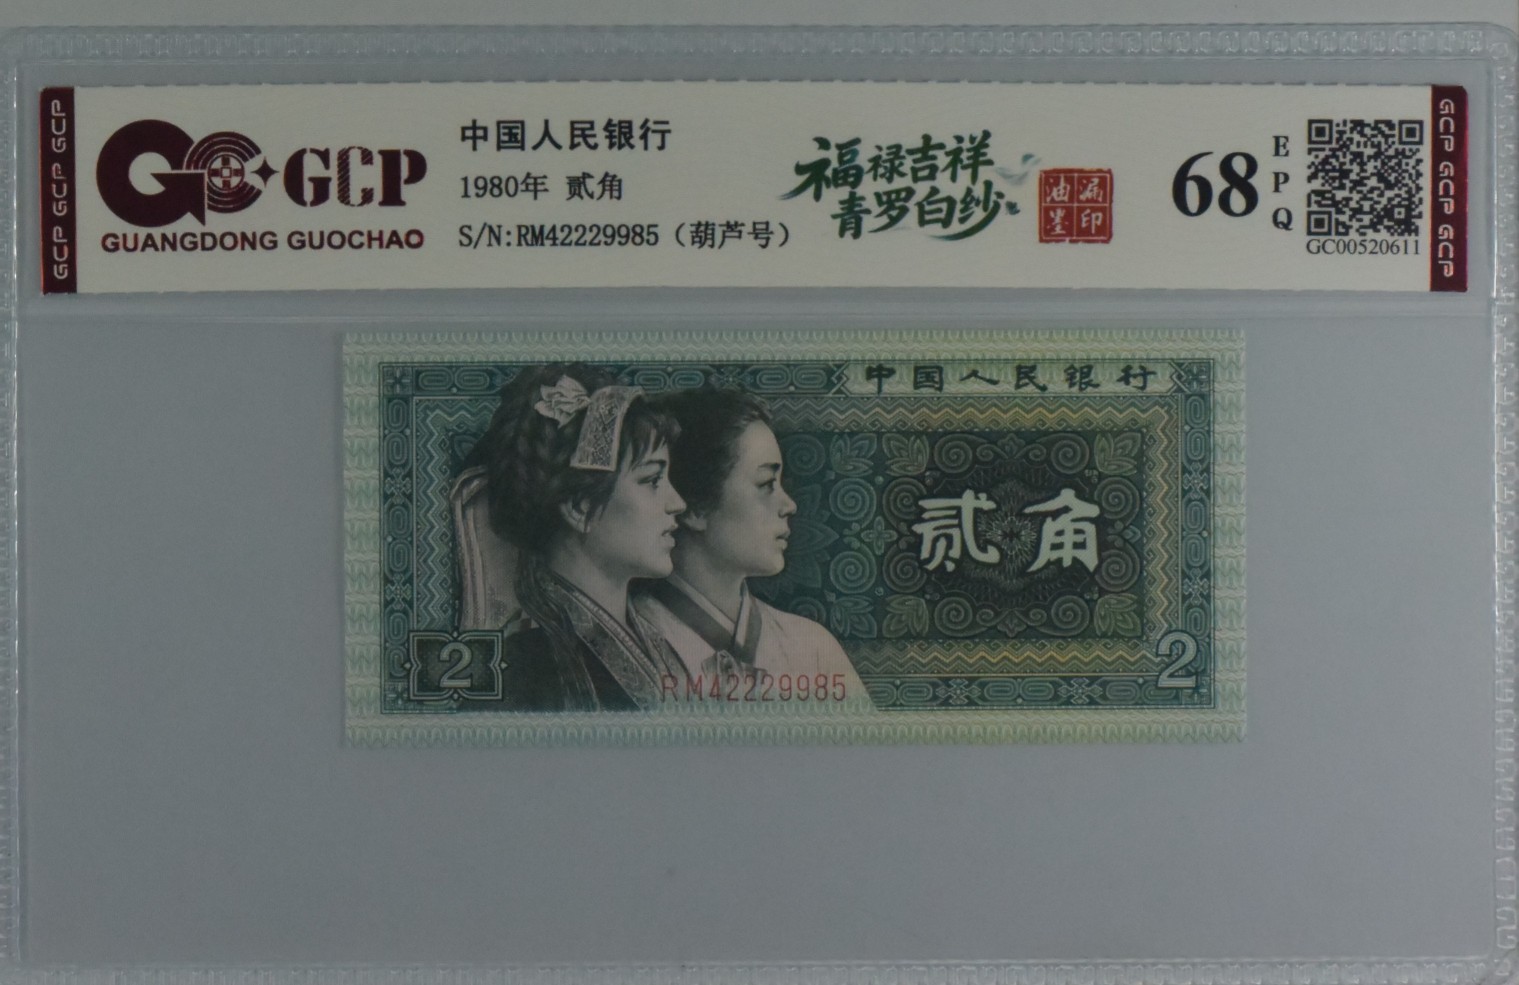 GCP GCP GCP
GCP
GUANGDONG GUOCHAO
中国人民银行
1980年 贰角
S/N:RM42229985（葫芦号）
福禄吉祥
青罗白纱
油漏
墨印
68
EPQ
GC00520611
GCP GCP GCP
中国人民银行
贰角
2
2
RM42229985